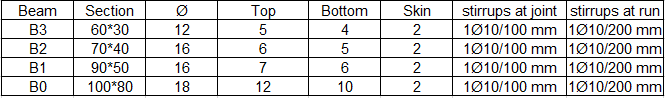 Beam Section Ø Top Bottom Skin stirrups at joint stirrups at run
B3 60*30 12 5 4 2 1Ø10/100 mm 1Ø10/200 mm
B2 70*40 16 6 5 2 1Ø10/100 mm 1Ø10/200 mm
B1 90*50 16 7 6 2 1Ø10/100 mm 1Ø10/200 mm
B0 100*80 18 12 10 2 1Ø10/100 mm 1Ø10/200 mm